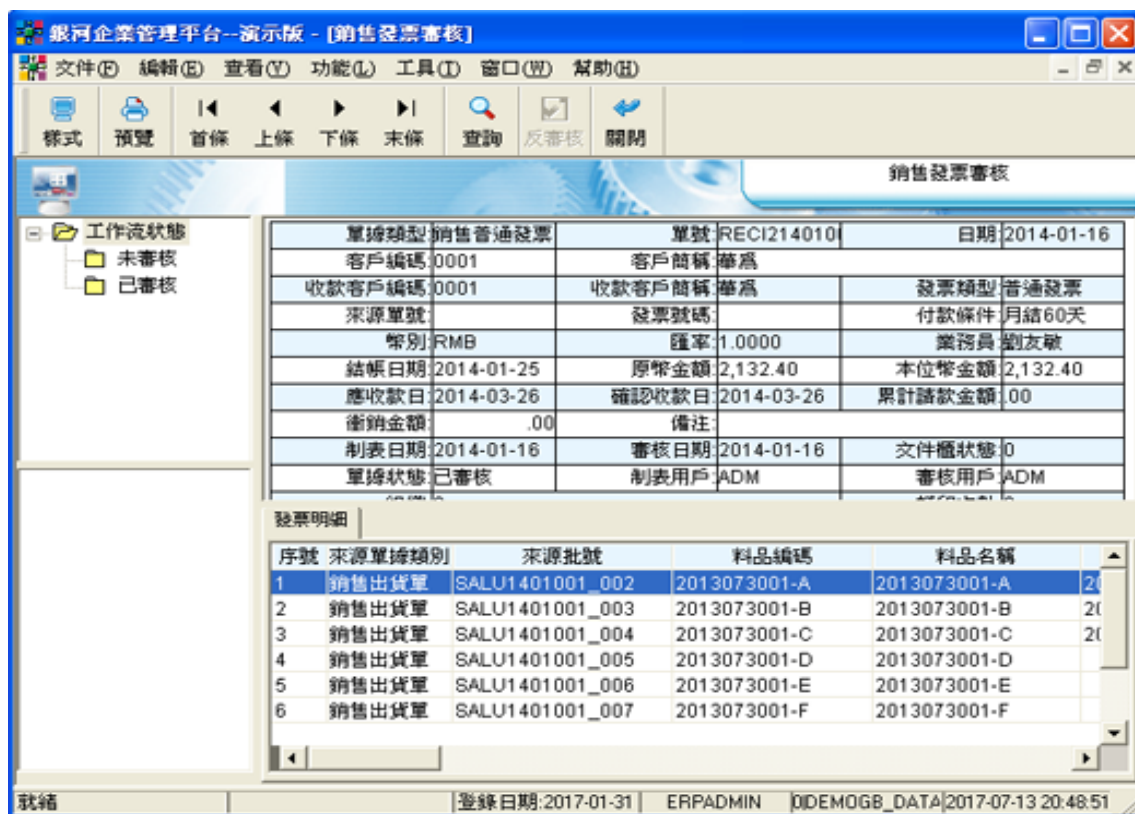 銀河企業管理平台--演示版 - [銷售發票審核]
交件(F) 編輯(E) 查看(V) 功能(L) 工具(T) 窗口(W) 幫助(H)
樣式 預覽 首條 上條 下條 末條 查詢 反審核 關閉
銷售發票審核
工作流狀態
未審核
已審核
單據類型:銷售普通發票 單號:RECI2140100 日期:2014-01-16
客戶編碼:0001 客戶簡稱:華爲
收款客戶編碼:0001 收款客戶簡稱:華爲 發票類型:普通發票
來源單號: 發票號碼: 付款條件:月結60天
幣別:RMB 匯率:1.0000 業務員:劉友敏
結帳日期:2014-01-25 原幣金額:2,132.40 本位幣金額:2,132.40
應收款日:2014-03-26 確認收款日:2014-03-26 累計請款金額:.00
衝銷金額: .00 備注:
制表日期:2014-01-16 審核日期:2014-01-16 交件櫃狀態:0
單據狀態:已審核 制表用戶:ADM 審核用戶:ADM
發票明細
序號 來源單據類別 來源批號 料品編碼 料品名稱
1 銷售出貨單 SALU1401001_002 2013073001-A 2013073001-A 20
2 銷售出貨單 SALU1401001_003 2013073001-B 2013073001-B 20
3 銷售出貨單 SALU1401001_004 2013073001-C 2013073001-C 20
4 銷售出貨單 SALU1401001_005 2013073001-D 2013073001-D
5 銷售出貨單 SALU1401001_006 2013073001-E 2013073001-E
6 銷售出貨單 SALU1401001_007 2013073001-F 2013073001-F
就緒 登錄日期:2017-01-31 ERPADMIN 0|DEMOGB_DATA 2017-07-13 20:48:51